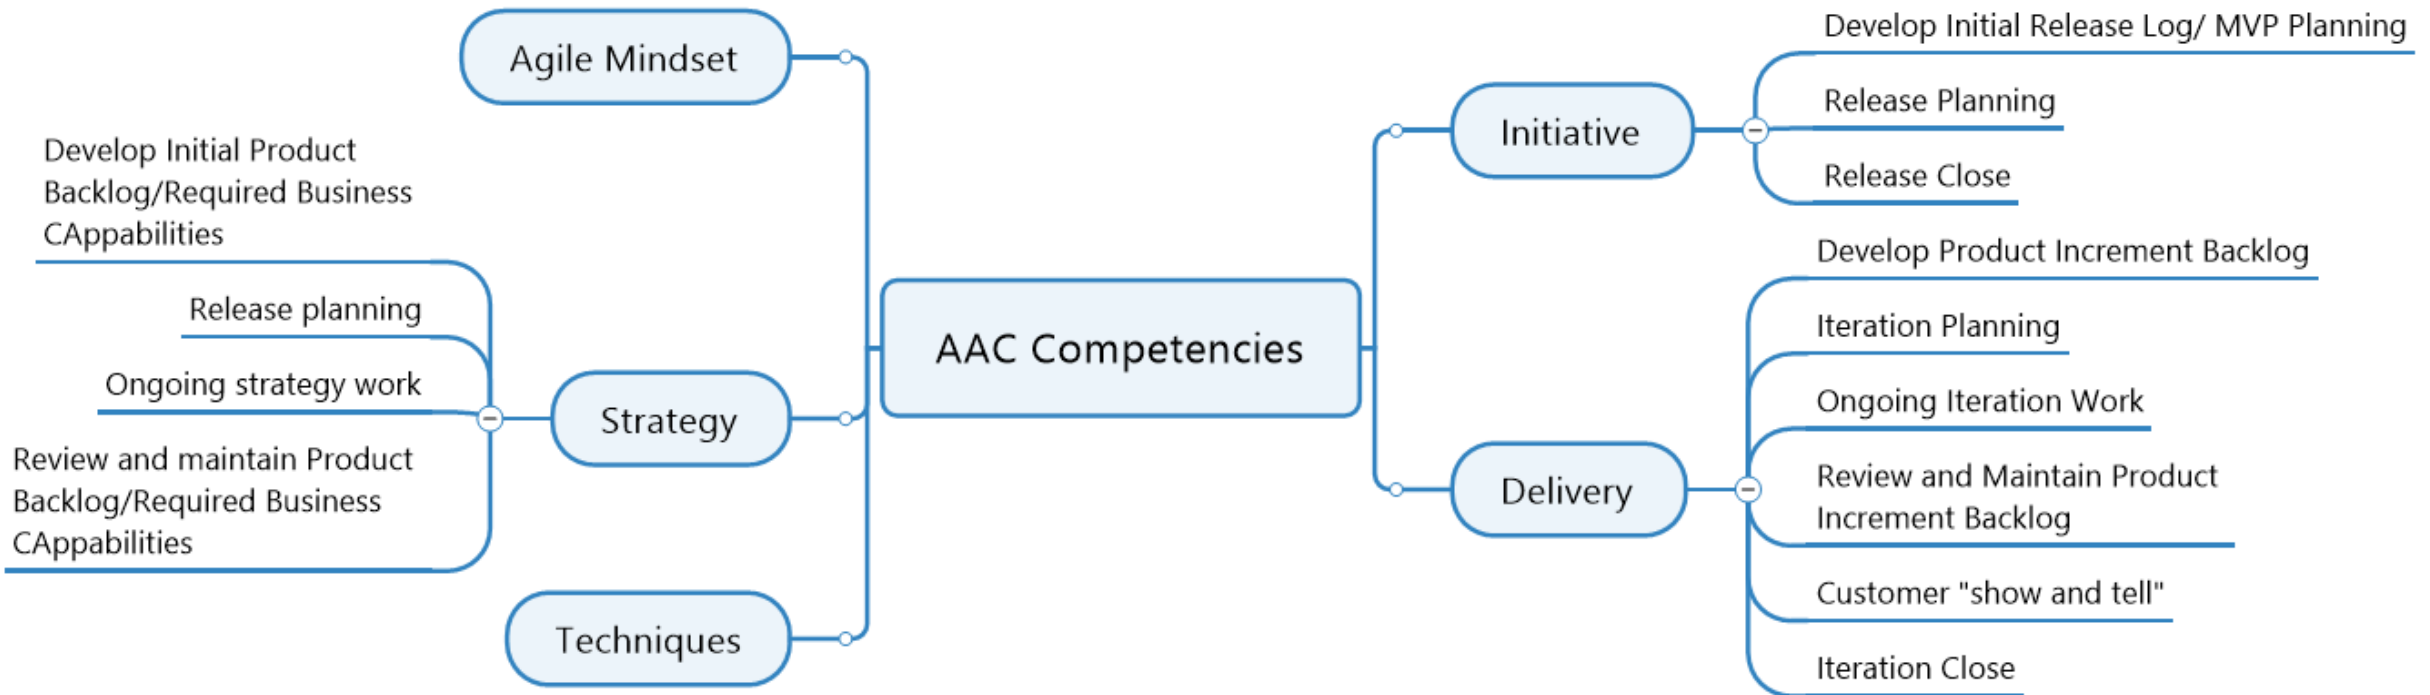 Agile Mindset
Develop Initial Product
Backlog/Required Business
CAppabilities
Release planning
Ongoing strategy work
Strategy
Review and maintain Product
Backlog/Required Business
CAppabilities
Techniques
AAC Competencies
Initiative
Develop Initial Release Log/ MVP Planning
Release Planning
Release Close
Delivery
Develop Product Increment Backlog
Iteration Planning
Ongoing Iteration Work
Review and Maintain Product
Increment Backlog
Customer "show and tell"
Iteration Close